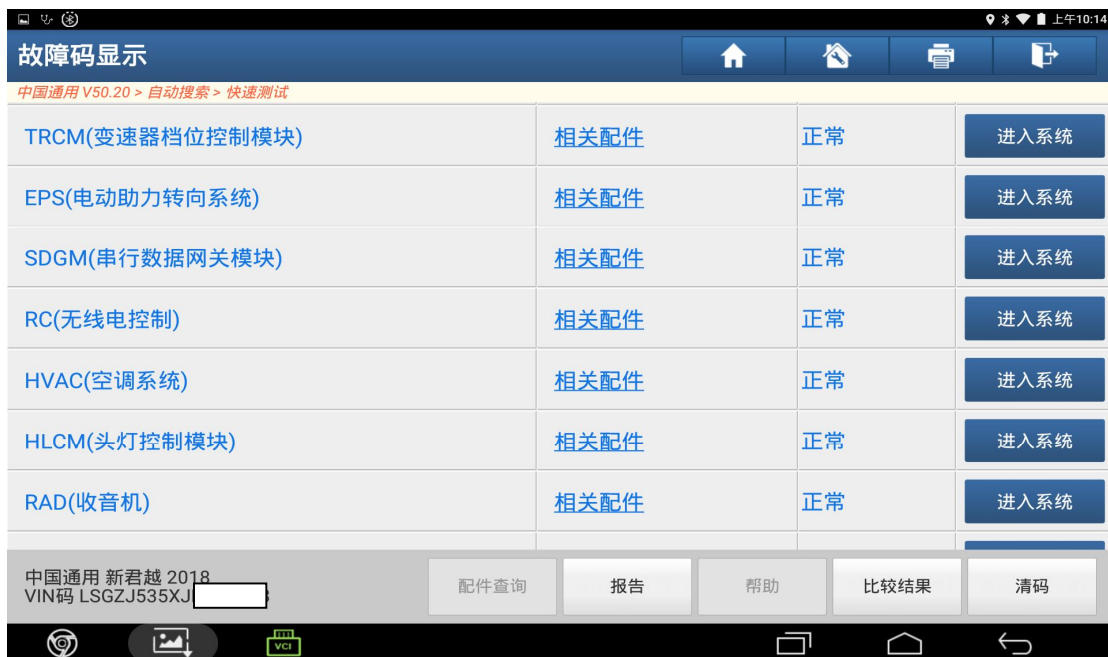 上午10:14
故障码显示
中国通用 V50.20 > 自动搜索 > 快速测试
TRCM(变速器档位控制模块) 相关配件 正常 进入系统
EPS(电动助力转向系统) 相关配件 正常 进入系统
SDGM(串行数据网关模块) 相关配件 正常 进入系统
RC(无线电控制) 相关配件 正常 进入系统
HVAC(空调系统) 相关配件 正常 进入系统
HLCM(头灯控制模块) 相关配件 正常 进入系统
RAD(收音机) 相关配件 正常 进入系统
中国通用 新君越 2018
VIN码 LSGZJ535XJ
配件查询 报告 帮助 比较结果 清码
VCI